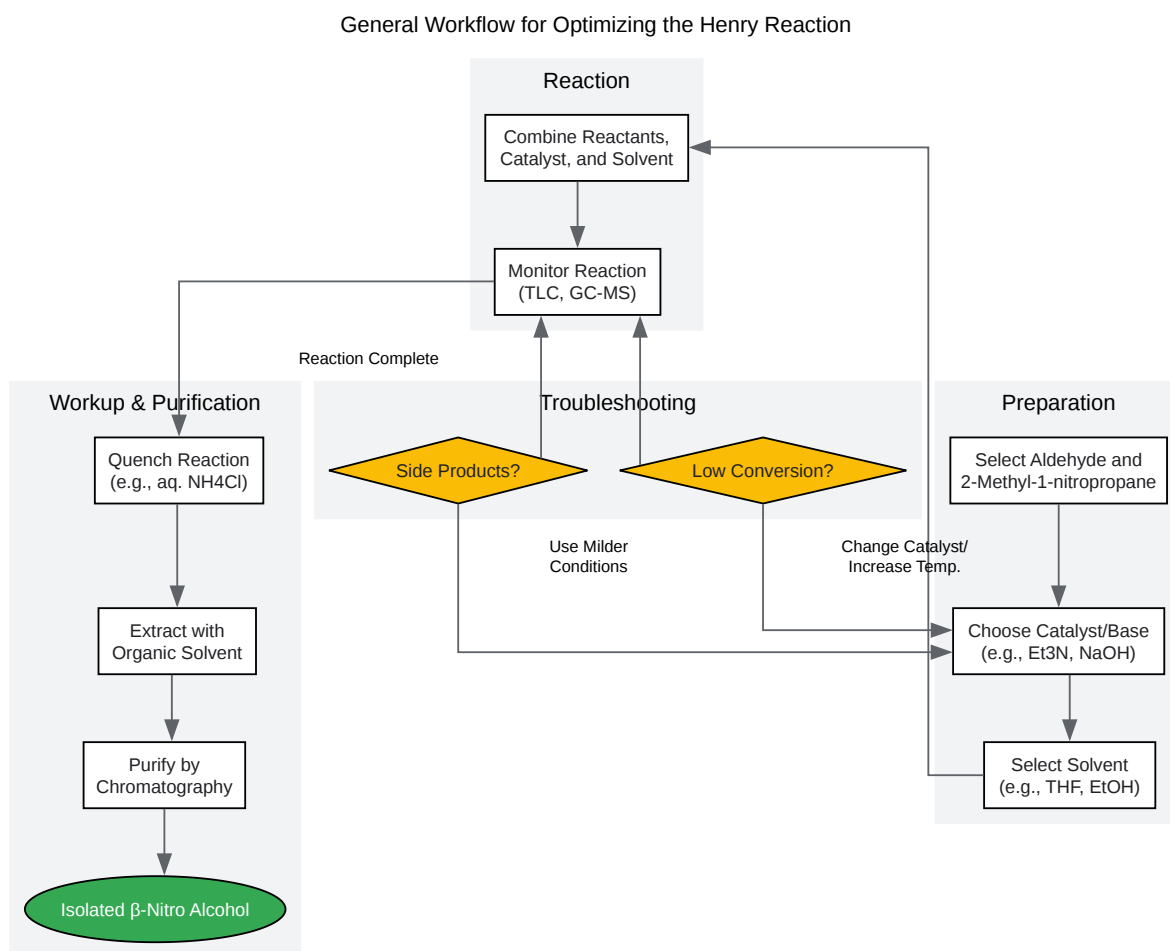 General Workflow for Optimizing the Henry Reaction
Reaction
Combine Reactants,
Catalyst, and Solvent
Monitor Reaction
(TLC, GC-MS)
Reaction Complete
Workup & Purification
Quench Reaction
(e.g., aq. NH4Cl)
Extract with
Organic Solvent
Purify by
Chromatography
Isolated β-Nitro Alcohol
Troubleshooting
Side Products?
Low Conversion?
Use Milder
Conditions
Change Catalyst/
Increase Temp.
Preparation
Select Aldehyde and
2-Methyl-1-nitropropane
Choose Catalyst/Base
(e.g., Et3N, NaOH)
Select Solvent
(e.g., THF, EtOH)